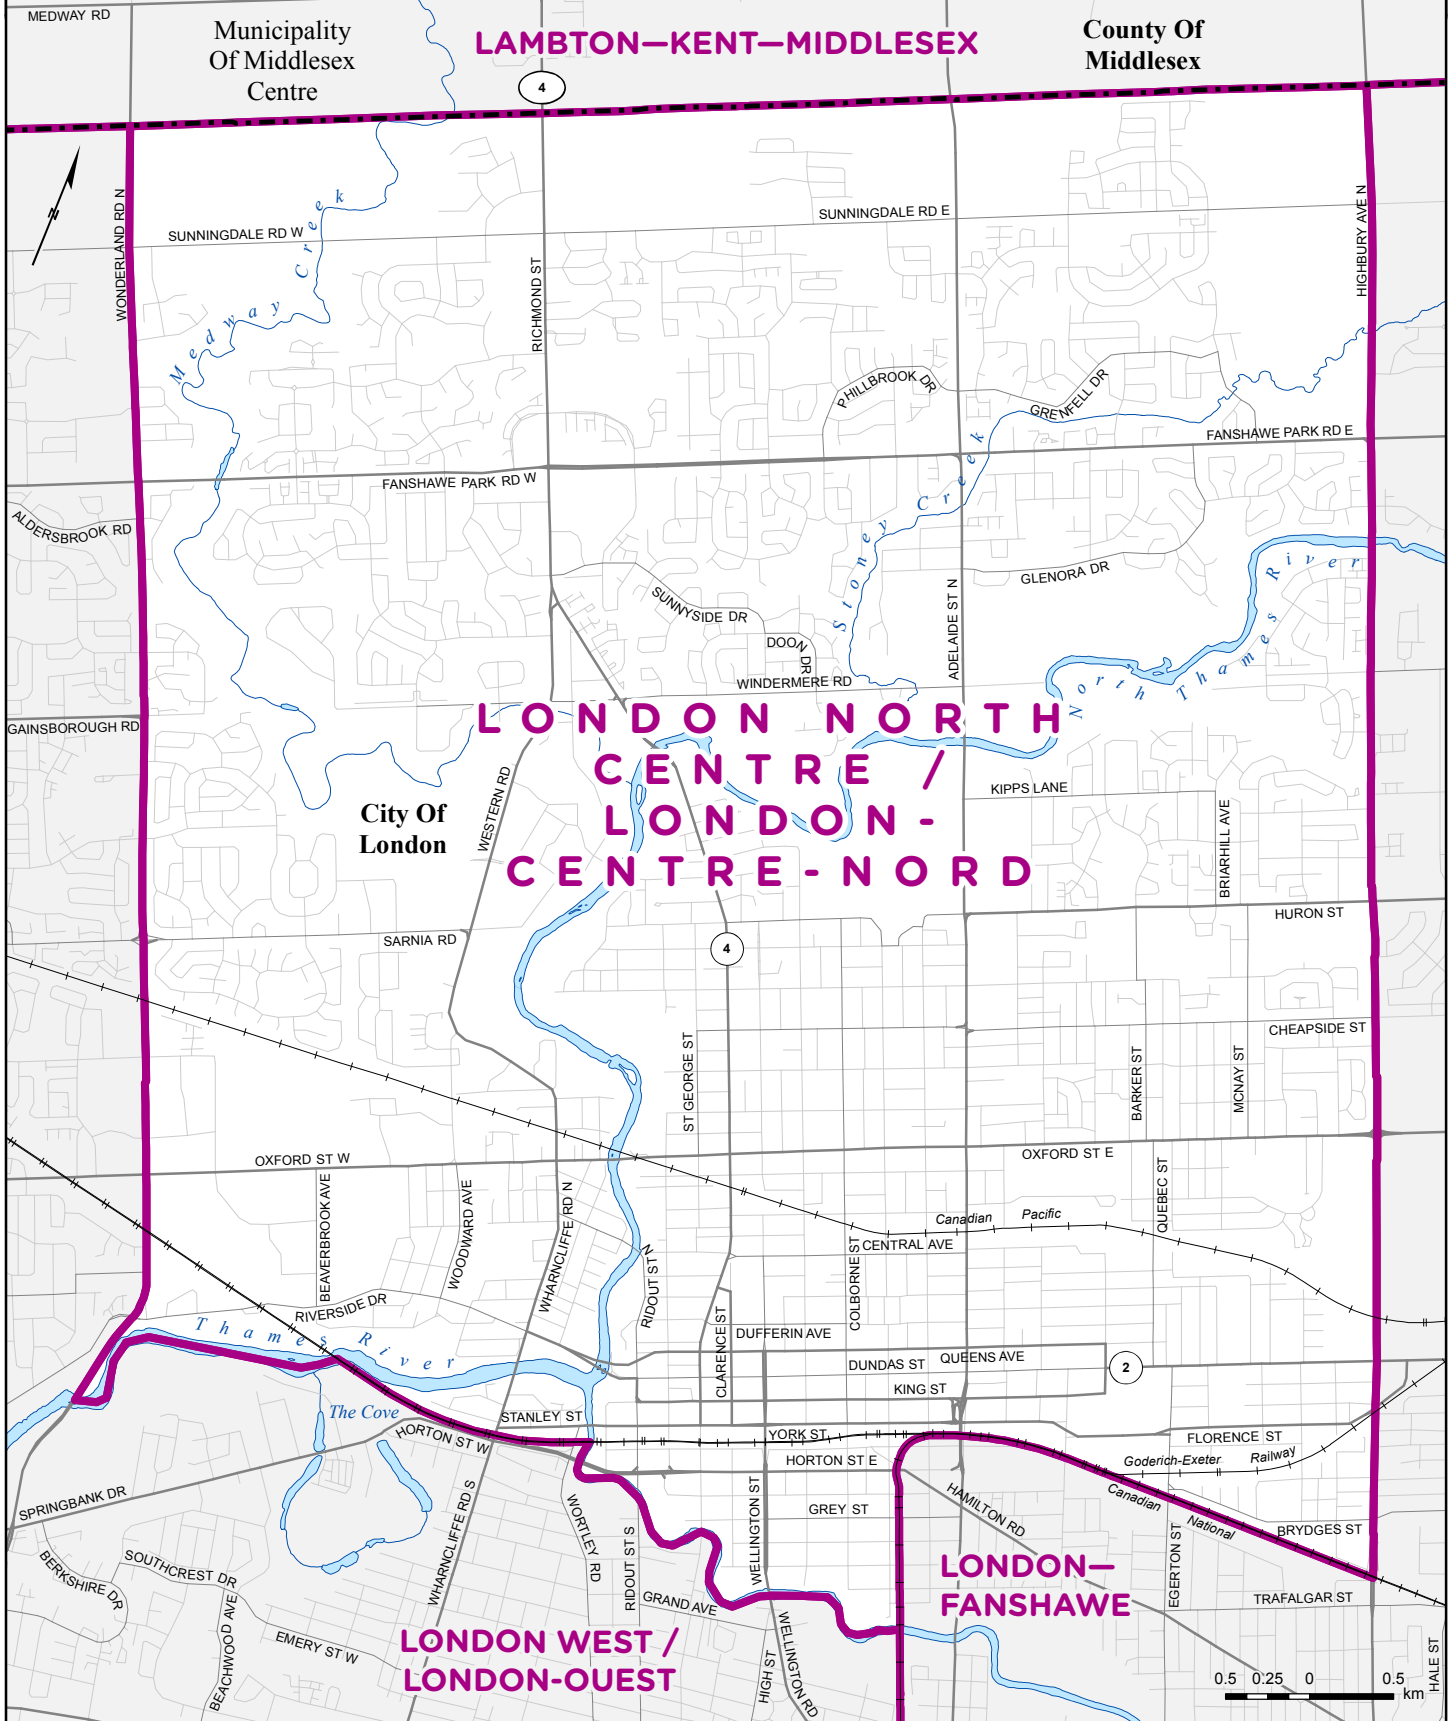 MEDWAY RD
Municipality
Of Middlesex
Centre
LAMBTON—KENT—MIDDLESEX
County Of
Middlesex
4
N
WONDERLAND RD N
Medway Creek
SUNNINGDALE RD W
SUNNINGDALE RD E
RICHMOND ST
HIGHBURY AVE N
PHILLBROOK DR
GRENFELL DR
FANSHAWE PARK RD E
FANSHAWE PARK RD W
ALDERSBROOK RD
Stoney Creek
SUNNYSIDE DR
GLENORA DR
ADELAIDE ST N
DOON DR
WINDERMERE RD
North Thames River
GAINSBOROUGH RD
LONDON NORTH
CENTRE /
LONDON-
CENTRE-NORD
WESTERN RD
City Of
London
KIPPS LANE
BRIARHILL AVE
HURON ST
SARNIA RD
4
CHEAPSIDE ST
ST GEORGE ST
BARKER ST
MCNAY ST
OXFORD ST W
OXFORD ST E
QUEBEC ST
BEAVERBROOK AVE
WOODWARD AVE
WHARNCLIFFE RD N
Canadian Pacific
CENTRAL AVE
COLBORNE ST
RIDOUT ST N
RIVERSIDE DR
Thames River
CLARENCE ST
DUFFERIN AVE
DUNDAS ST
QUEENS AVE
2
KING ST
The Cove
STANLEY ST
HORTON ST W
YORK ST
HORTON ST E
FLORENCE ST
Goderich-Exeter Railway
Canadian National
SPRINGBANK DR
WHARNCLIFFE RD S
WORTLEY RD
RIDOUT ST S
WELLINGTON ST
GREY ST
HAMILTON RD
EGERTON ST
BRYDGES ST
BERKSHIRE DR
SOUTHCREST DR
BEACHWOOD AVE
EMERY ST W
GRAND AVE
LONDON—
FANSHAWE
TRAFALGAR ST
LONDON WEST /
LONDON-OUEST
HIGH ST
WELLINGTON RD
HALE ST
0.5 0.25 0 0.5
km